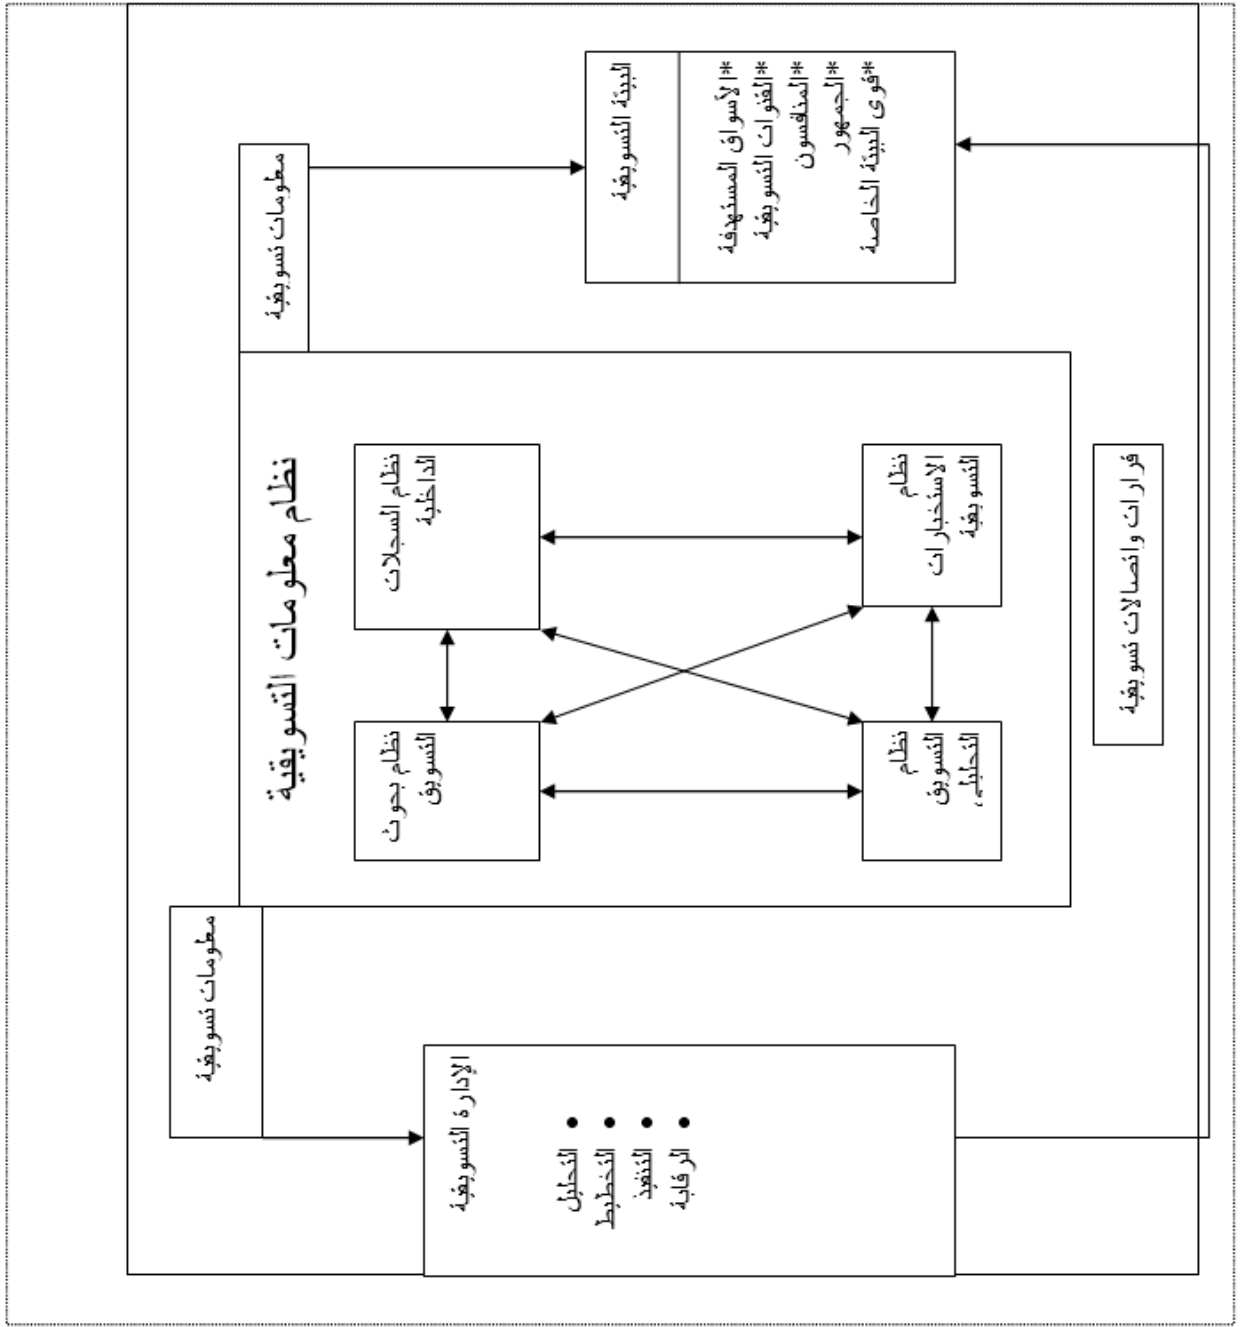 البيئة التسويقية
*الأسواق المستهدفة
*القنوات التسويقية
*المنافسون
*الجمهور
*قوى البيئة الخاصة
معلومات تسويقية
نظام معلومات التسويقية
نظام السجلات
الداخلية
نظام
الاستخبارات
التسويقية
نظام بحوث
التسويق
نظام
التسويق
التحليلي
قرارات واتصالات تسويقية
معلومات تسويقية
الإدارة التسويقية
• التحليل
• التخطيط
• التنفيذ
• الرقابة